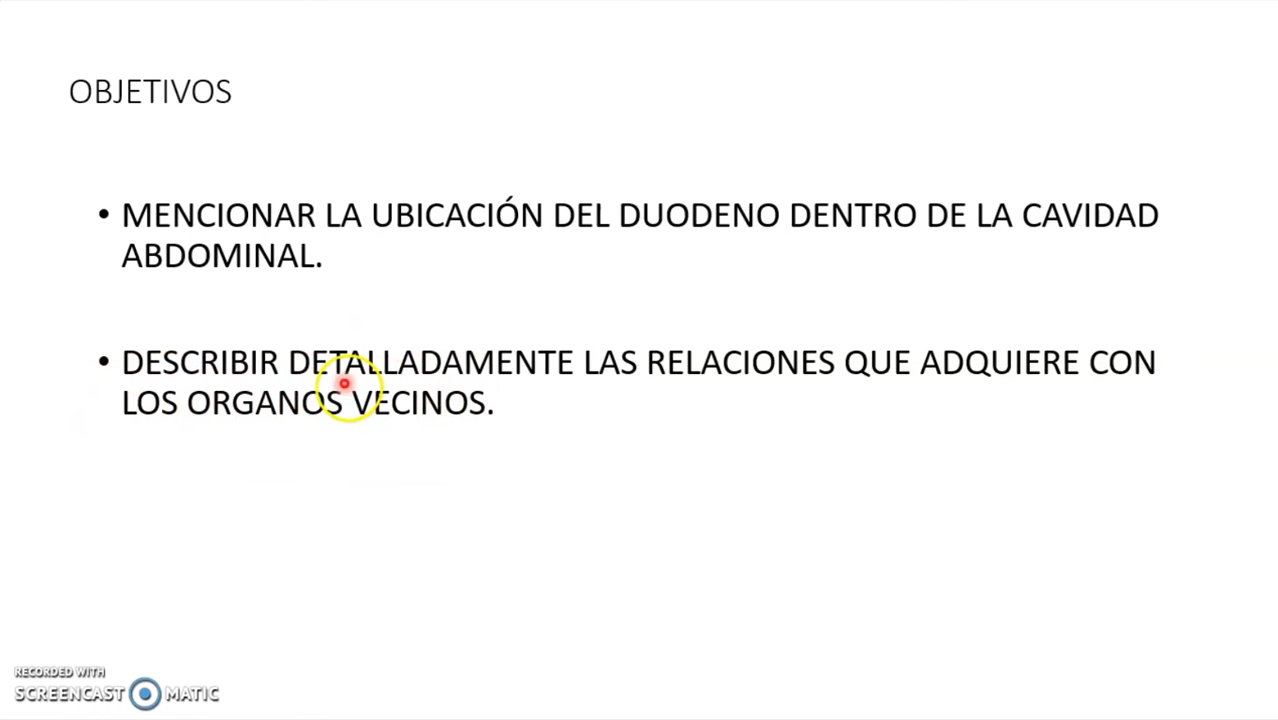 OBJETIVOS
• MENCIONAR LA UBICACIÓN DEL DUODENO DENTRO DE LA CAVIDAD
ABDOMINAL.
• DESCRIBIR DETALLADAMENTE LAS RELACIONES QUE ADQUIERE CON
LOS ORGANOS VECINOS.
RECORDED WITH
SCREENCAST MATIC